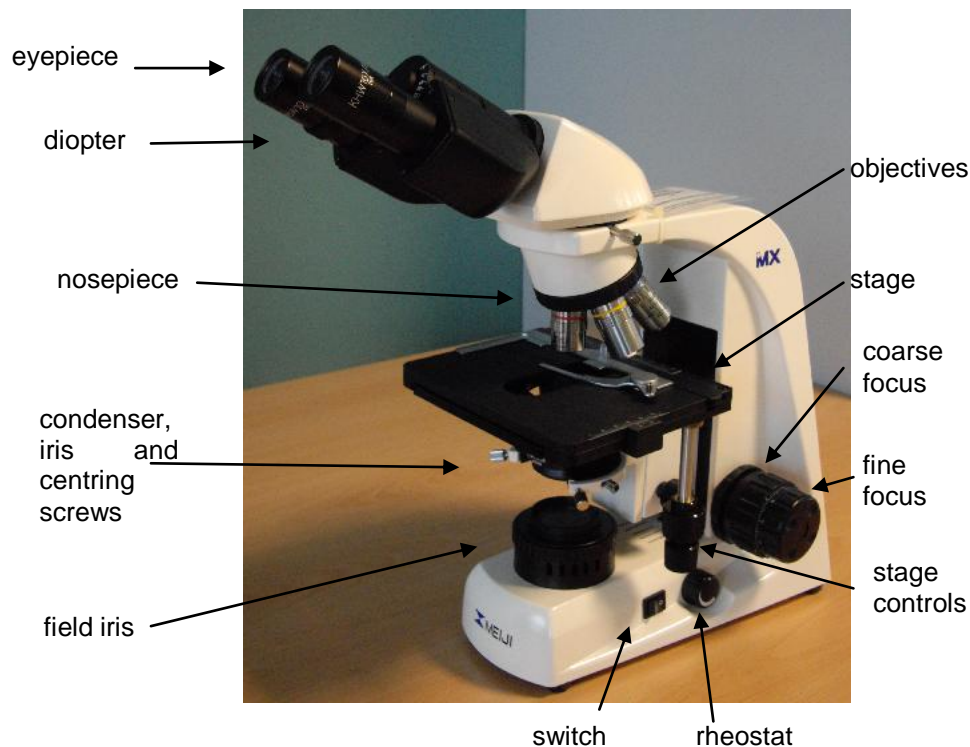 eyepiece
diopter
nosepiece
condenser,
iris and
centring
screws
field iris
objectives
stage
coarse
focus
fine
focus
stage
controls
switch
rheostat
MX
MEIJI